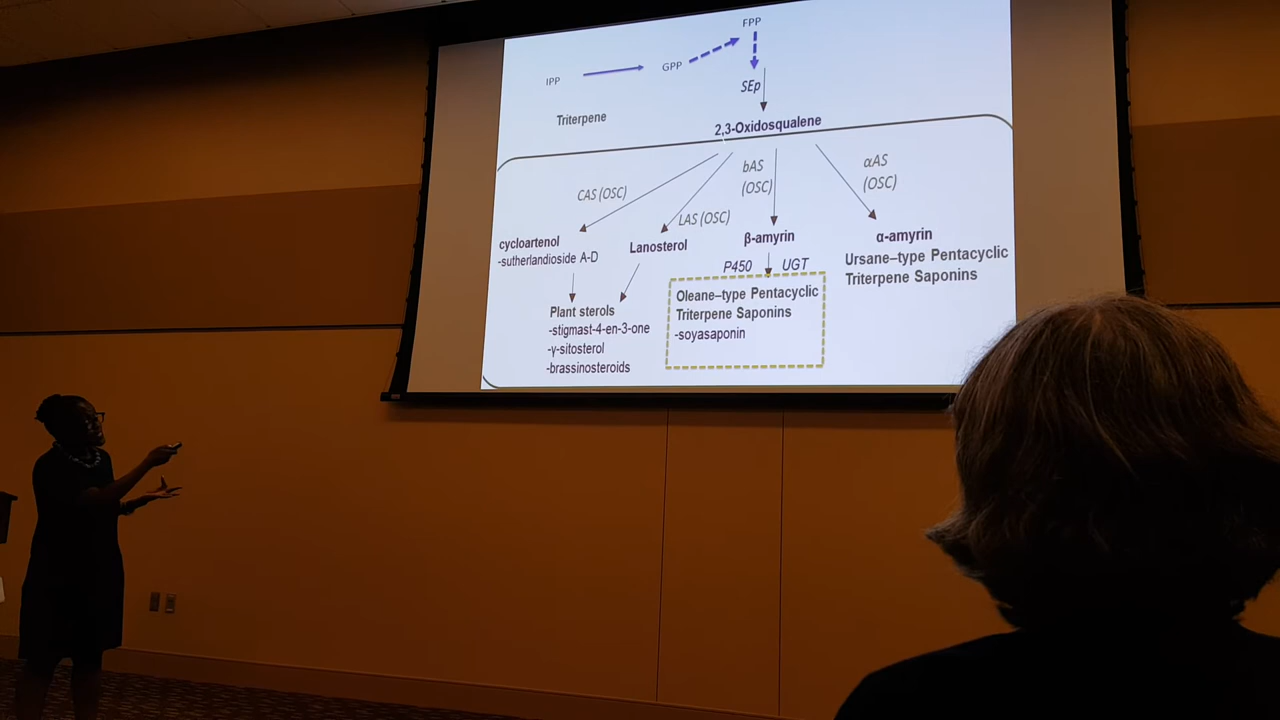 FPP
IPP
GPP
SEp
Triterpene
2,3-Oxidosqualene
CAS (OSC)
LAS (OSC)
bAS
(OSC)
αAS
(OSC)
cycloartenol
-sutherlandioside A-D
Lanosterol
β-amyrin
α-amyrin
Ursane–type Pentacyclic
Triterpene Saponins
P450
UGT
Plant sterols
-stigmast-4-en-3-one
-γ-sitosterol
-brassinosteroids
Oleane–type Pentacyclic
Triterpene Saponins
-soyasaponin